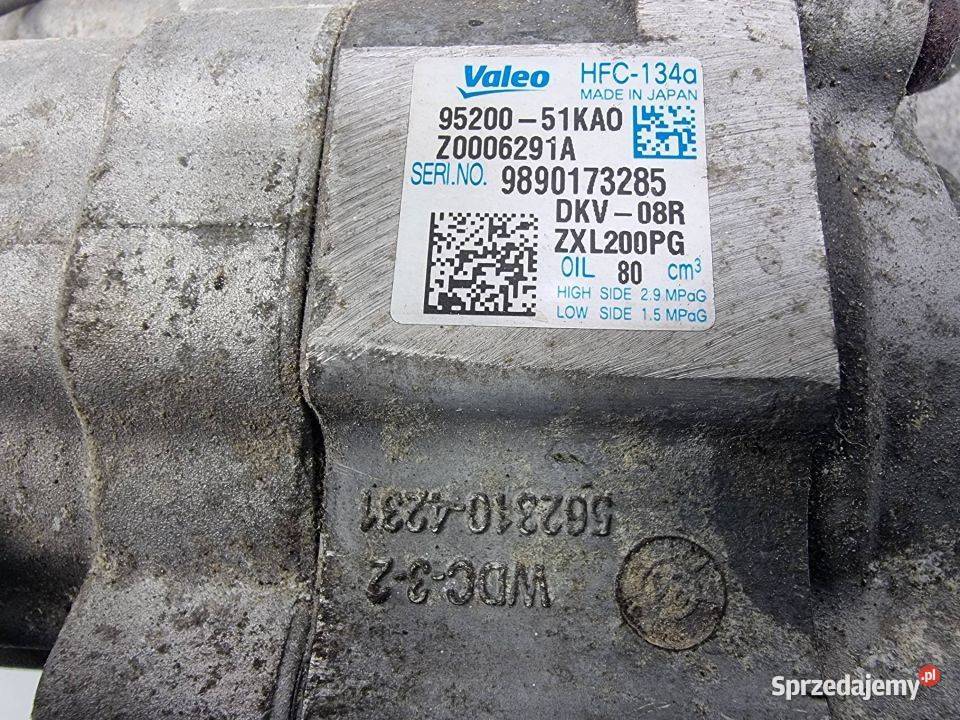 Valeo HFC-134a
MADE IN JAPAN
95200-51KA0
Z0006291A
SERI.NO. 9890173285
DKV-08R
ZXL200PG
OIL 80 cm³
HIGH SIDE 2.9 MPaG
LOW SIDE 1.5 MPaG
562310-4231
WDC-3-2
Sprzedajemy.pl